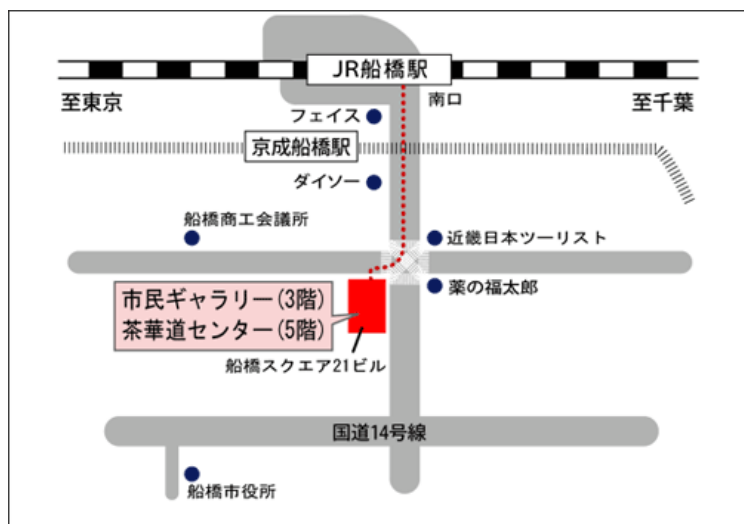 JR船橋駅
至東京
南口
至千葉
フェイス
京成船橋駅
ダイソー
船橋商工会議所
近畿日本ツーリスト
市民ギャラリー(3階)
茶華道センター(5階)
薬の福太郎
船橋スクエア21ビル
国道14号線
船橋市役所